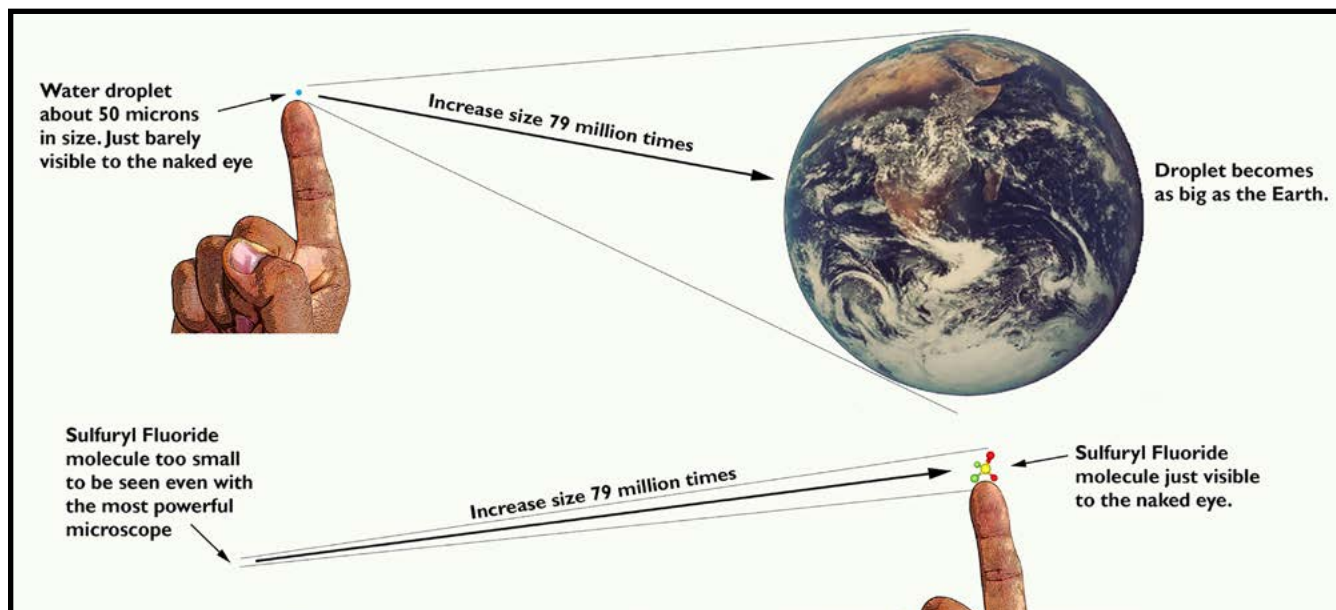 Water droplet
about 50 microns
in size. Just barely
visible to the naked eye
Increase size 79 million times
Droplet becomes
as big as the Earth.
Sulfuryl Fluoride
molecule too small
to be seen even with
the most powerful
microscope
Increase size 79 million times
Sulfuryl Fluoride
molecule just visible
to the naked eye.